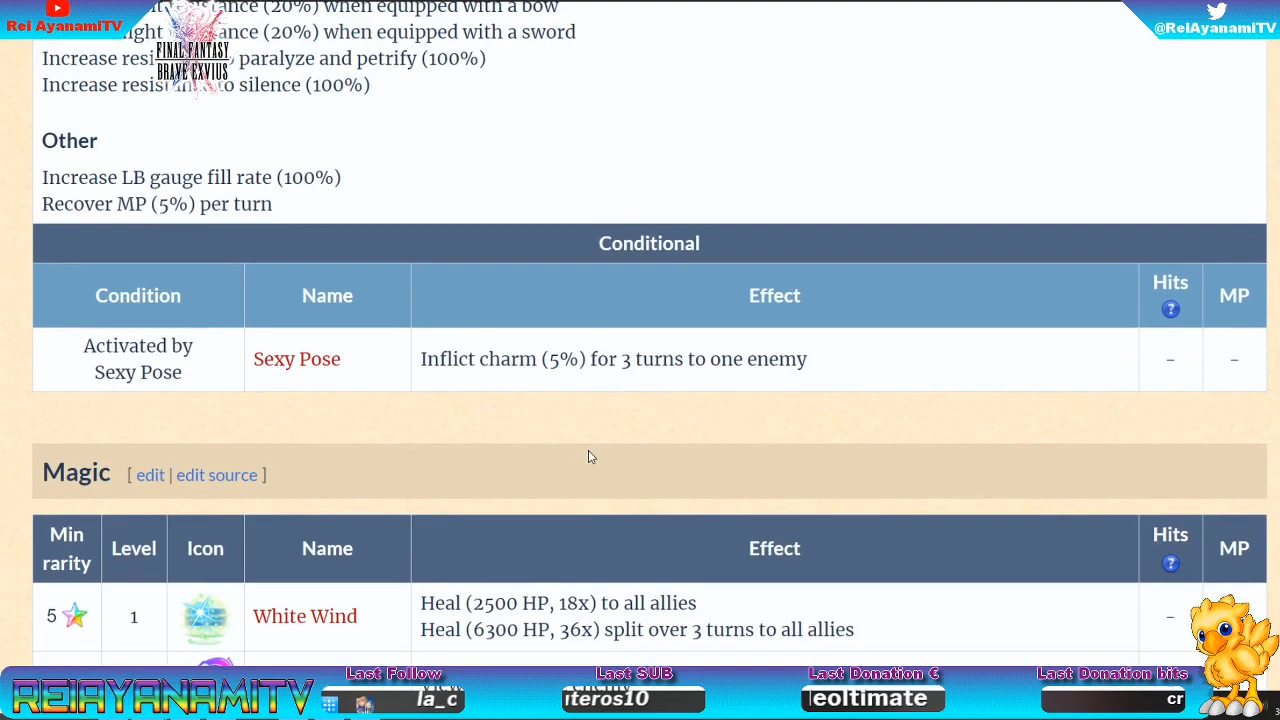 Rei AyanamiTV
@ReiAyanamiTV
FINAL FANTASY
BRAVE EXVIUS
(20%) when equipped with a bow
(20%) when equipped with a sword
Increase paralyze and petrify (100%)
Increase to silence (100%)
Other
Increase LB gauge fill rate (100%)
Recover MP (5%) per turn
Conditional
Condition Name Effect Hits ? MP
Activated by
Sexy Pose
Sexy Pose
Inflict charm (5%) for 3 turns to one enemy
-
-
Magic [ edit | edit source ]
Min
rarity
Level Icon Name Effect Hits ? MP
5 1 White Wind
Heal (2500 HP, 18x) to all allies
Heal (6300 HP, 36x) split over 3 turns to all allies
-
REIAYANAMITV
Last Follow
la_c
Last SUB
iteros10
Last Donation €
leoltimate
Last Donation bits
cr